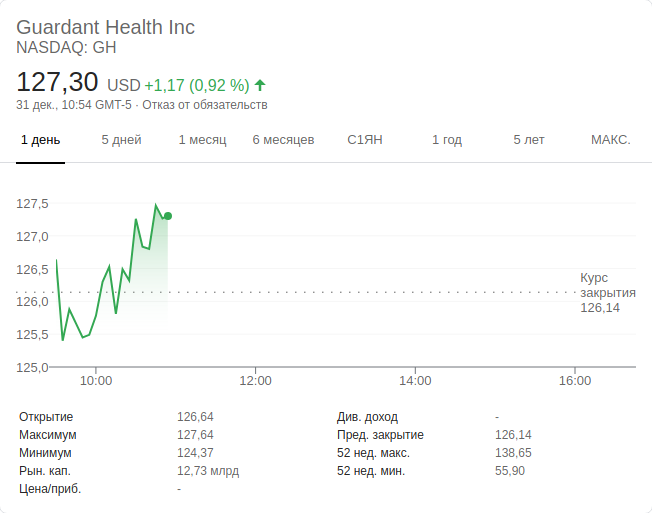 Guardant Health Inc
NASDAQ: GH
127,30 USD +1,17 (0,92 %)
31 дек., 10:54 GMT-5 · Отказ от обязательств
1 день 5 дней 1 месяц 6 месяцев С1ЯН 1 год 5 лет МАКС.
127,5
127,0
126,5
126,0
125,5
125,0
Курс
закрытия
126,14
10:00 12:00 14:00 16:00
Открытие 126,64 Див. доход -
Максимум 127,64 Пред. закрытие 126,14
Минимум 124,37 52 нед. макс. 138,65
Рын. кап. 12,73 млрд 52 нед. мин. 55,90
Цена/приб. -